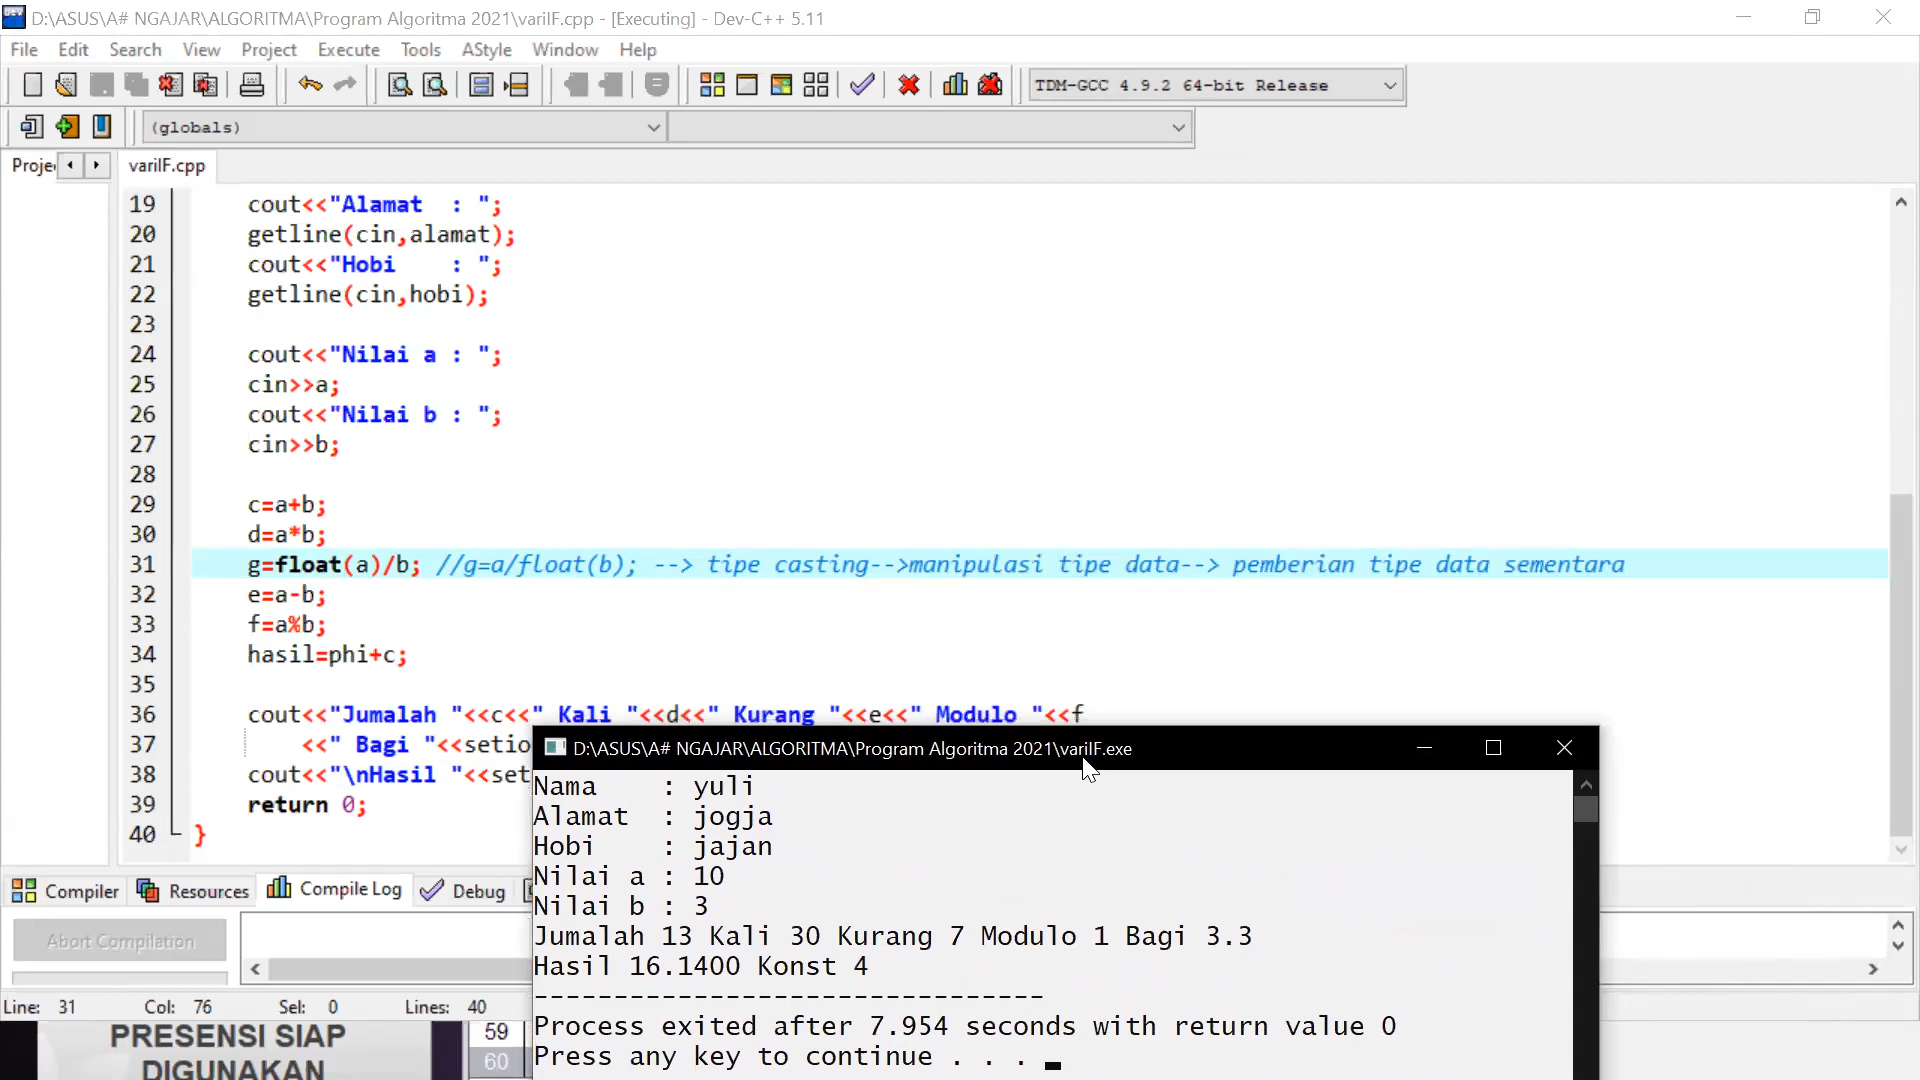 D:\ASUS\A# NGAJAR\ALGORITMA\Program Algoritma 2021\varilF.cpp - [Executing] - Dev-C++ 5.11
File Edit Search View Project Execute Tools AStyle Window Help
TDM-GCC 4.9.2 64-bit Release
(globals)
Proje varilF.cpp
19 cout<<"Alamat  : ";
20 getline(cin,alamat);
21 cout<<"Hobi    : ";
22 getline(cin,hobi);
23
24 cout<<"Nilai a : ";
25 cin>>a;
26 cout<<"Nilai b : ";
27 cin>>b;
28
29 c=a+b;
30 d=a*b;
31 g=float(a)/b; //g=a/float(b); --> tipe casting-->manipulasi tipe data--> pemberian tipe data sementara
32 e=a-b;
33 f=a%b;
34 hasil=phi+c;
35
36 cout<<"Jumalah "<<c<<" Kali "<<d<<" Kurang "<<e<<" Modulo "<<f
37 <<" Bagi "<<setio
38 cout<<"\nHasil "<<set
39 return 0;
40 }
D:\ASUS\A# NGAJAR\ALGORITMA\Program Algoritma 2021\varilF.exe
Nama    : yuli
Alamat  : jogja
Hobi    : jajan
Nilai a : 10
Nilai b : 3
Jumalah 13 Kali 30 Kurang 7 Modulo 1 Bagi 3.3
Hasil 16.1400 Konst 4
--------------------------------
Process exited after 7.954 seconds with return value 0
Press any key to continue . . .
Compiler Resources Compile Log Debug
Abort Compilation
Line: 31 Col: 76 Sel: 0 Lines: 40
PRESENSI SIAP
DIGUNAKAN
59
60